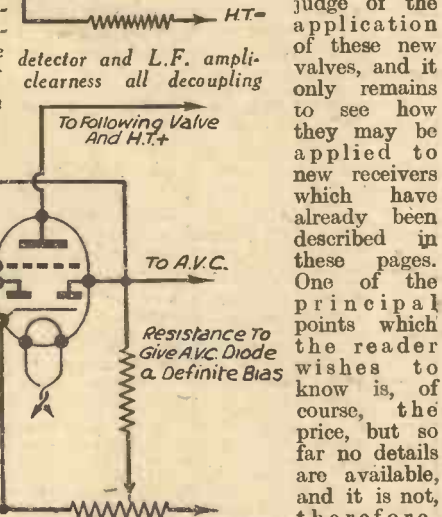 H.T.-
detector and L.F. ampli-
clearness all decoupling
To Following Valve
And H.T.+
To A.V.C.
Resistance To
Give A.V.C. Diode
a Definite Bias
judge of the
application
of these new
valves, and it
only remains
to see how
they may be
applied to
new receivers
which have
already been
described in
these pages.
One of the
principal
points which
the reader
wishes to
know is, of
course, the
price, but so
far no details
are available,
and it is not,
therefore,